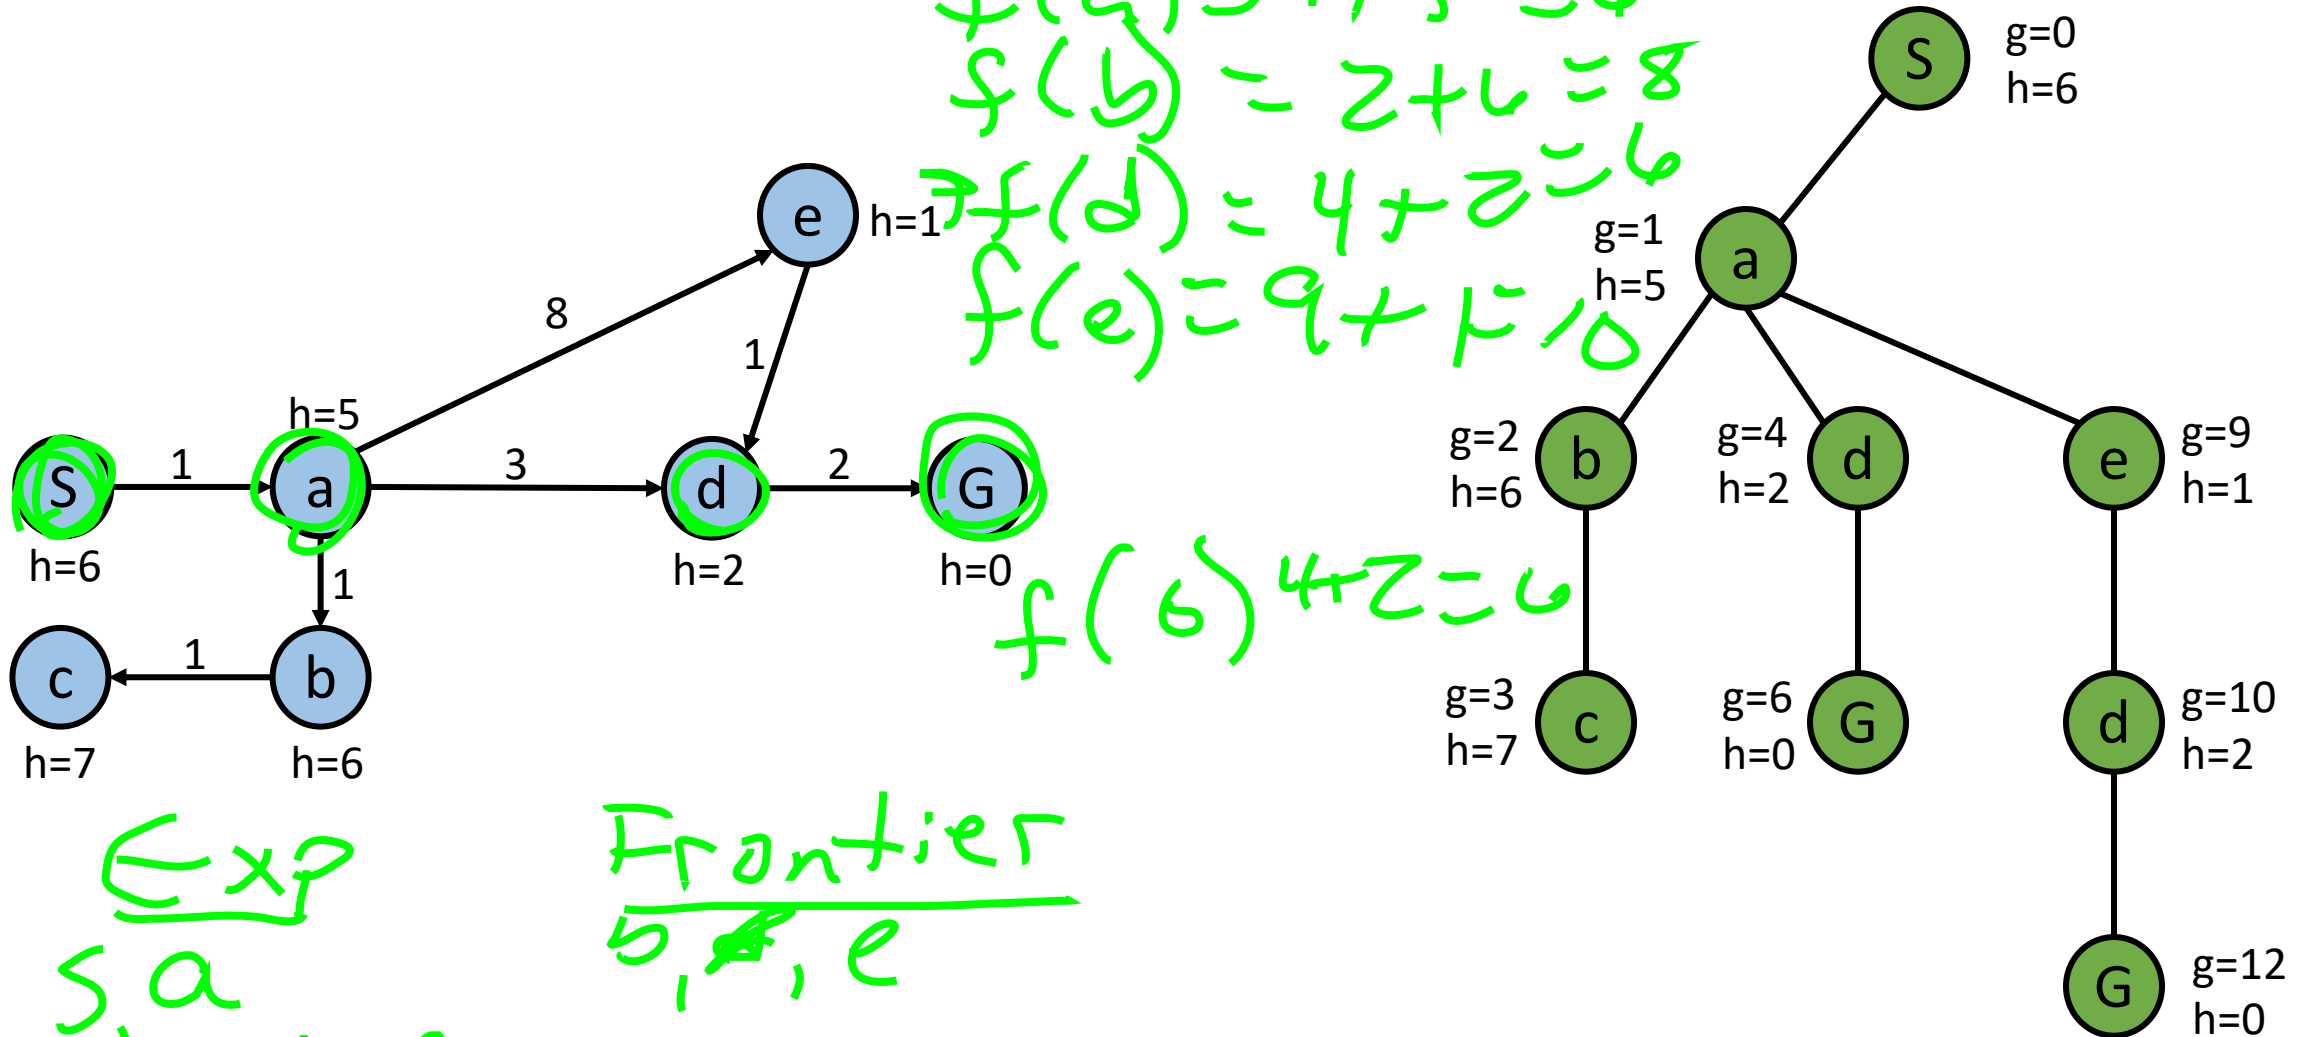 f(b) = 2+6 = 8
f(d) = 4+2=6
f(e) = 9+1=10
S
h=6
1
a
h=5
8
e
h=1
1
3
d
h=2
2
G
h=0
1
b
h=6
1
c
h=7
f(G) 4+2=6
Exp
S, a
Frontier
b, , e
S
g=0
h=6
a
g=1
h=5
b
g=2
h=6
d
g=4
h=2
e
g=9
h=1
c
g=3
h=7
G
g=6
h=0
d
g=10
h=2
G
g=12
h=0